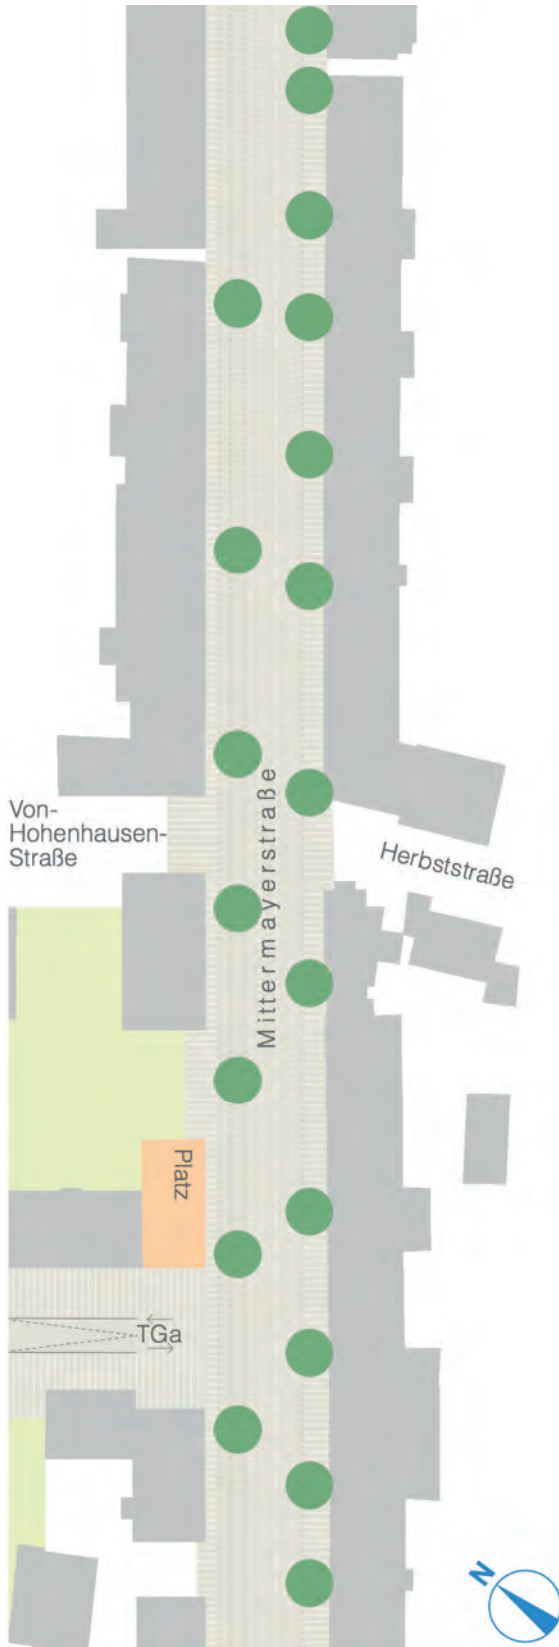 Von-
Hohenhausen-
Straße
Mittermayerstraße
Herbststraße
Platz
TGa
N